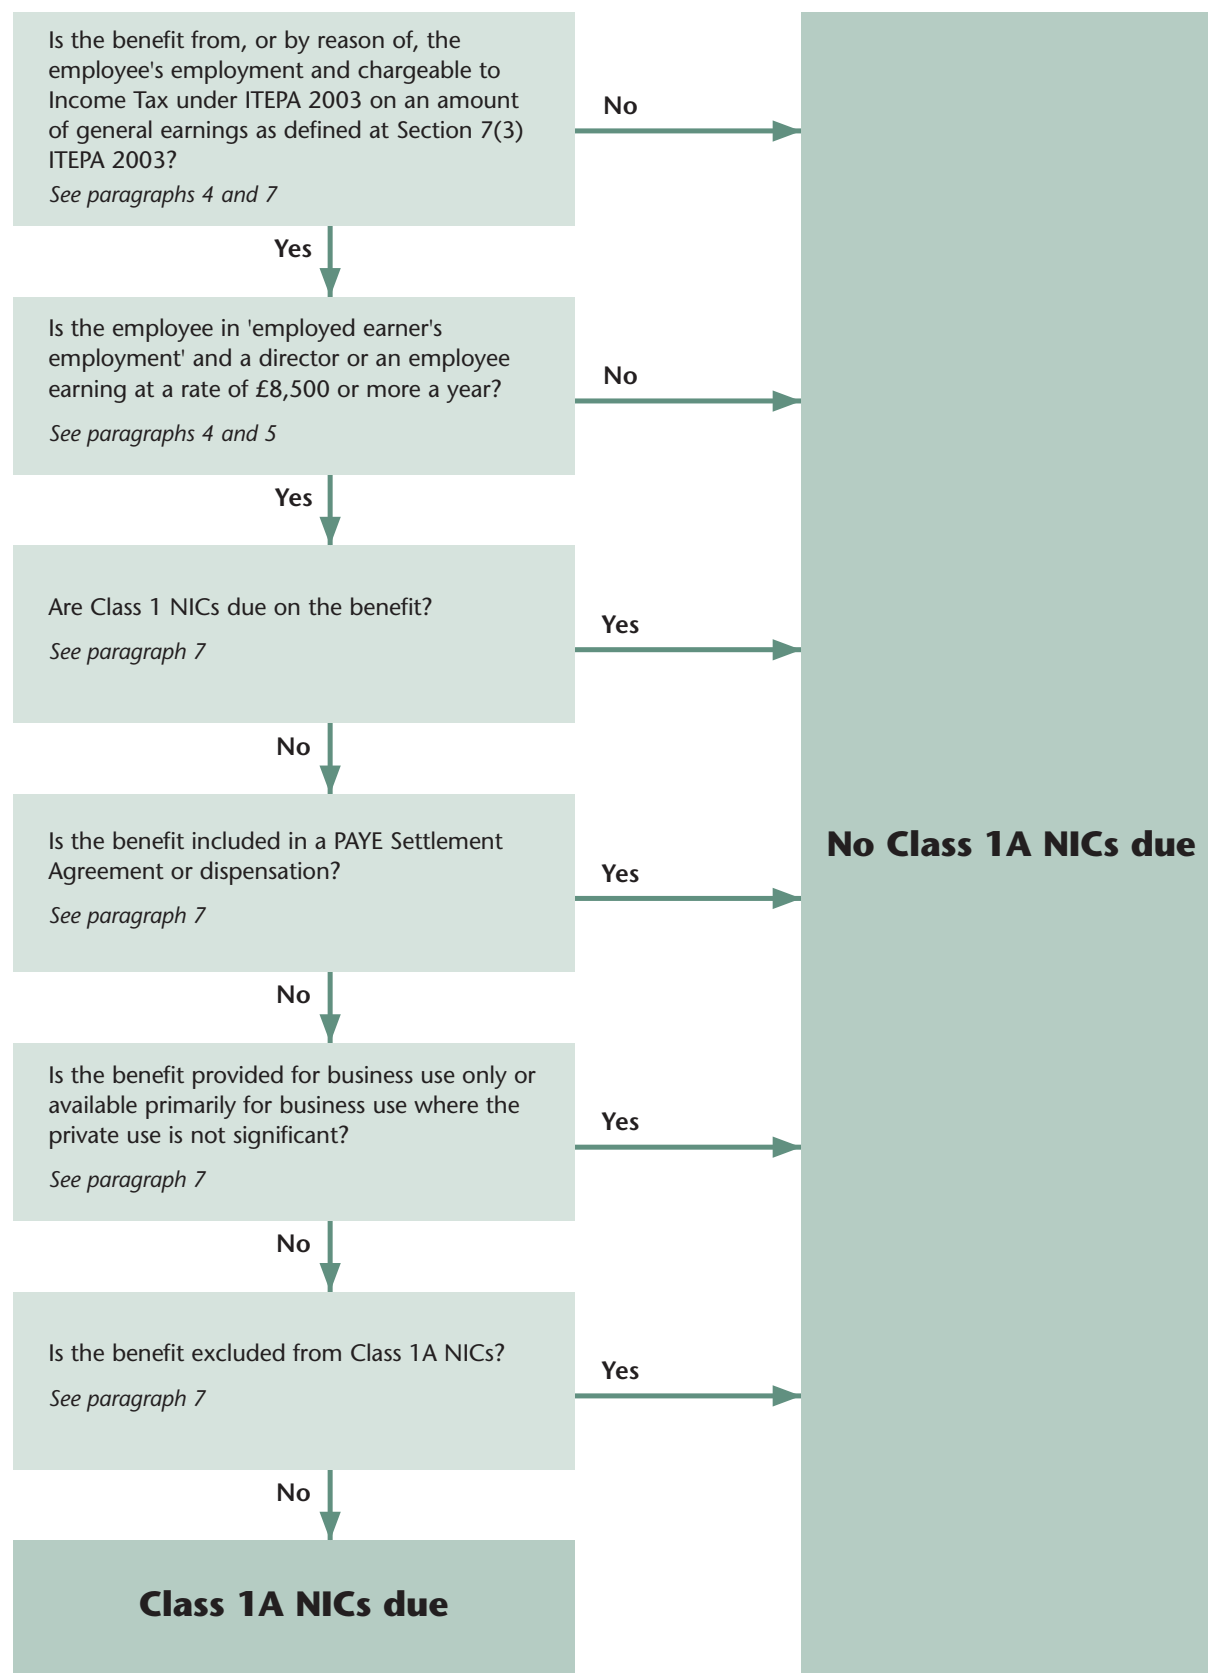 Is the benefit from, or by reason of, the
employee's employment and chargeable to
Income Tax under ITEPA 2003 on an amount
of general earnings as defined at Section 7(3)
ITEPA 2003?
See paragraphs 4 and 7
No
Yes
Is the employee in 'employed earner's
employment' and a director or an employee
earning at a rate of £8,500 or more a year?
See paragraphs 4 and 5
No
Yes
Are Class 1 NICs due on the benefit?
See paragraph 7
Yes
No
Is the benefit included in a PAYE Settlement
Agreement or dispensation?
See paragraph 7
Yes
No
Is the benefit provided for business use only or
available primarily for business use where the
private use is not significant?
See paragraph 7
Yes
No
Is the benefit excluded from Class 1A NICs?
See paragraph 7
Yes
No
Class 1A NICs due
No Class 1A NICs due